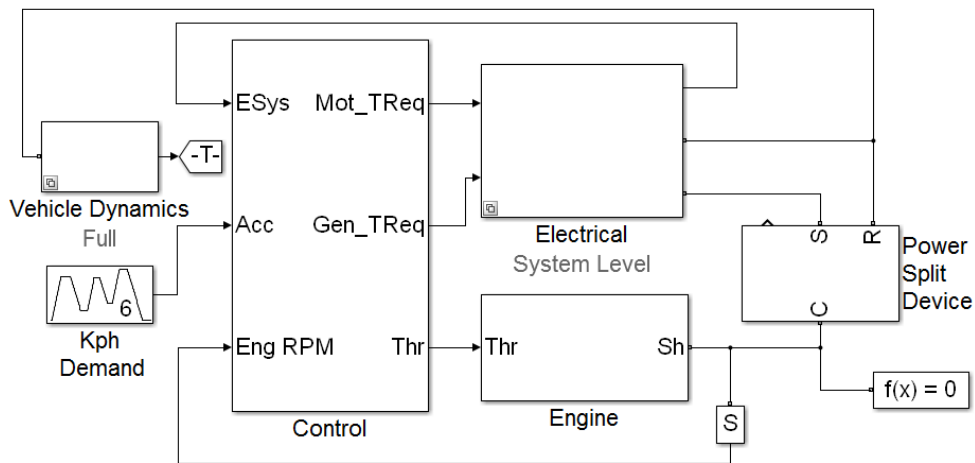 ESys
Mot_TReq
-T-
Vehicle Dynamics
Full
Acc
Gen_TReq
Electrical
System Level
S
R
Power
Split
Device
C
6
Kph
Demand
Eng RPM
Thr
Thr
Sh
f(x) = 0
Control
Engine
S